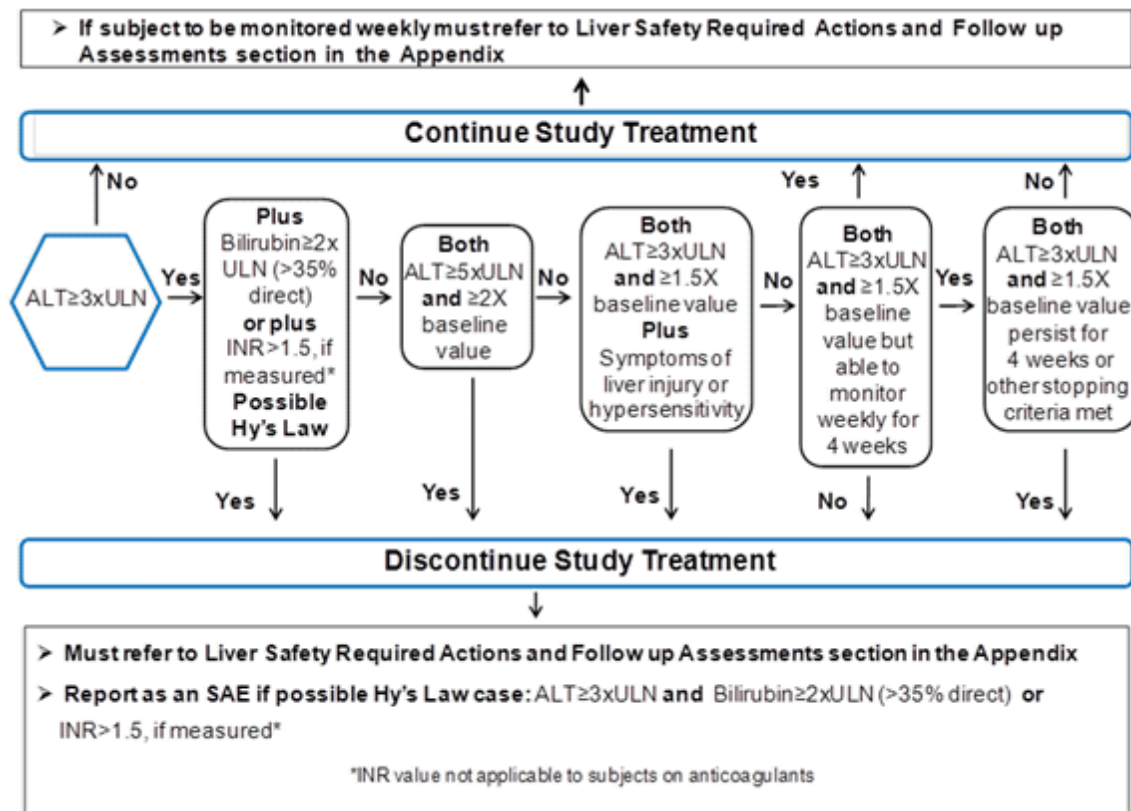 ➢ If subject to be monitored weekly must refer to Liver Safety Required Actions and Follow up
Assessments section in the Appendix
Continue Study Treatment
No
Yes
No
ALT≥3xULN
Yes
Plus
Bilirubin≥2x
ULN (>35%
direct)
or plus
INR>1.5, if
measured*
Possible
Hy's Law
No
Both
ALT≥5xULN
and ≥2X
baseline
value
No
Both
ALT≥3xULN
and ≥1.5X
baseline value
Plus
Symptoms of
liver injury or
hypersensitivity
No
Both
ALT≥3xULN
and ≥1.5X
baseline
value but
able to
monitor
weekly for
4 weeks
Yes
Both
ALT≥3xULN
and ≥1.5X
baseline value
persist for
4 weeks or
other stopping
criteria met
Yes
Yes
Yes
No
Yes
Discontinue Study Treatment
➢ Must refer to Liver Safety Required Actions and Follow up Assessments section in the Appendix
➢ Report as an SAE if possible Hy's Law case: ALT≥3xULN and Bilirubin≥2xULN (>35% direct) or
INR>1.5, if measured*
*INR value not applicable to subjects on anticoagulants